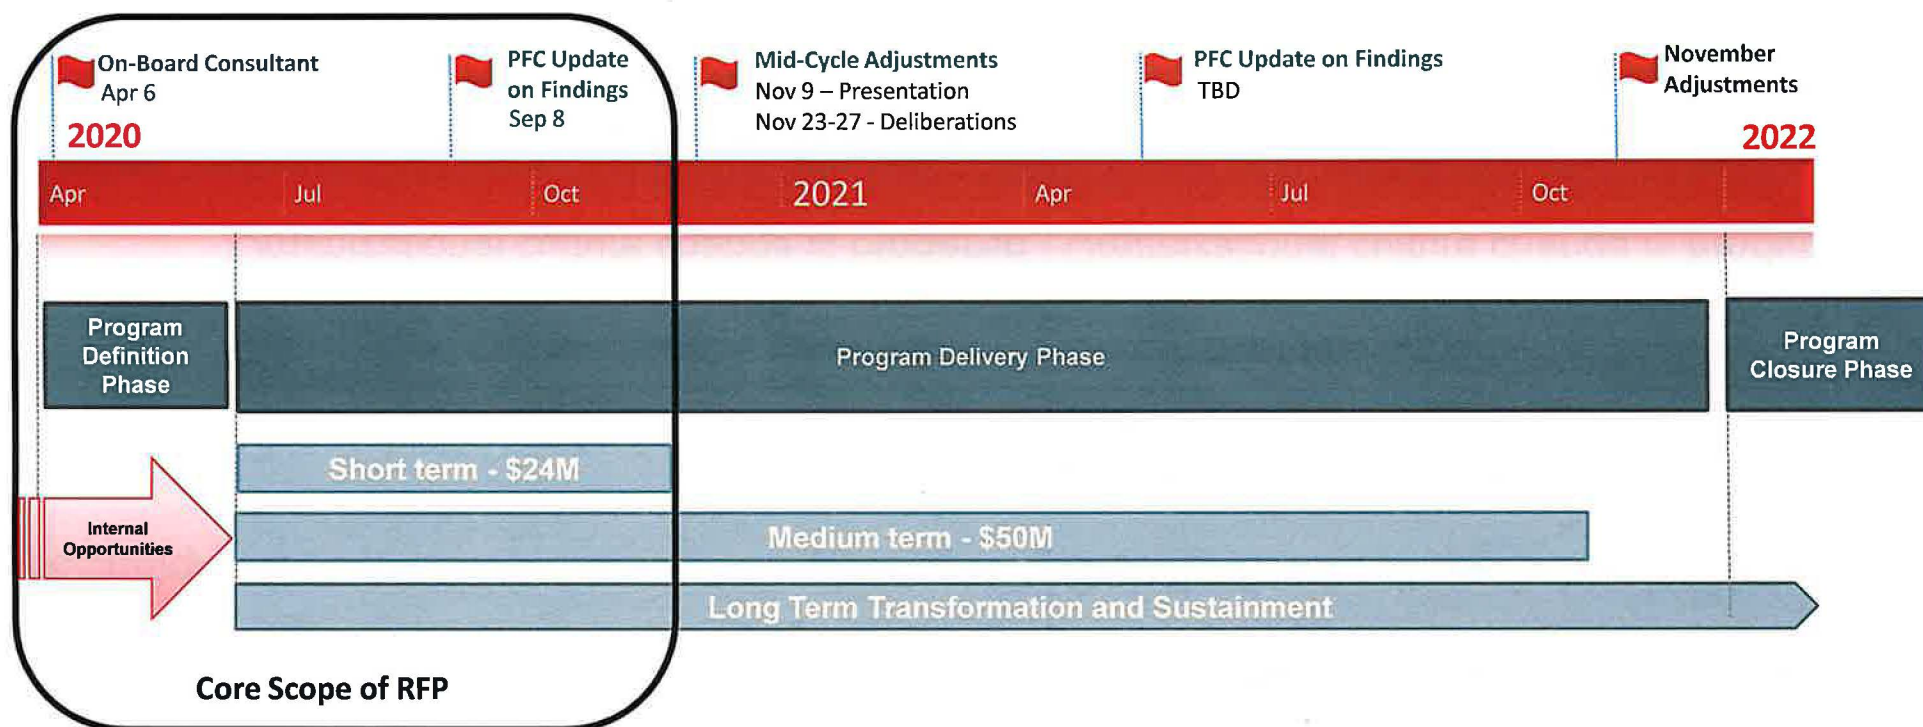 On-Board Consultant
Apr 6
PFC Update
on Findings
Sep 8
Mid-Cycle Adjustments
Nov 9 – Presentation
Nov 23-27 - Deliberations
PFC Update on Findings
TBD
November
Adjustments
2020
2022
Apr
Jul
Oct
2021
Apr
Jul
Oct
Program
Definition
Phase
Program Delivery Phase
Program
Closure Phase
Short term - $24M
Internal
Opportunities
Medium term - $50M
Long Term Transformation and Sustainment
Core Scope of RFP